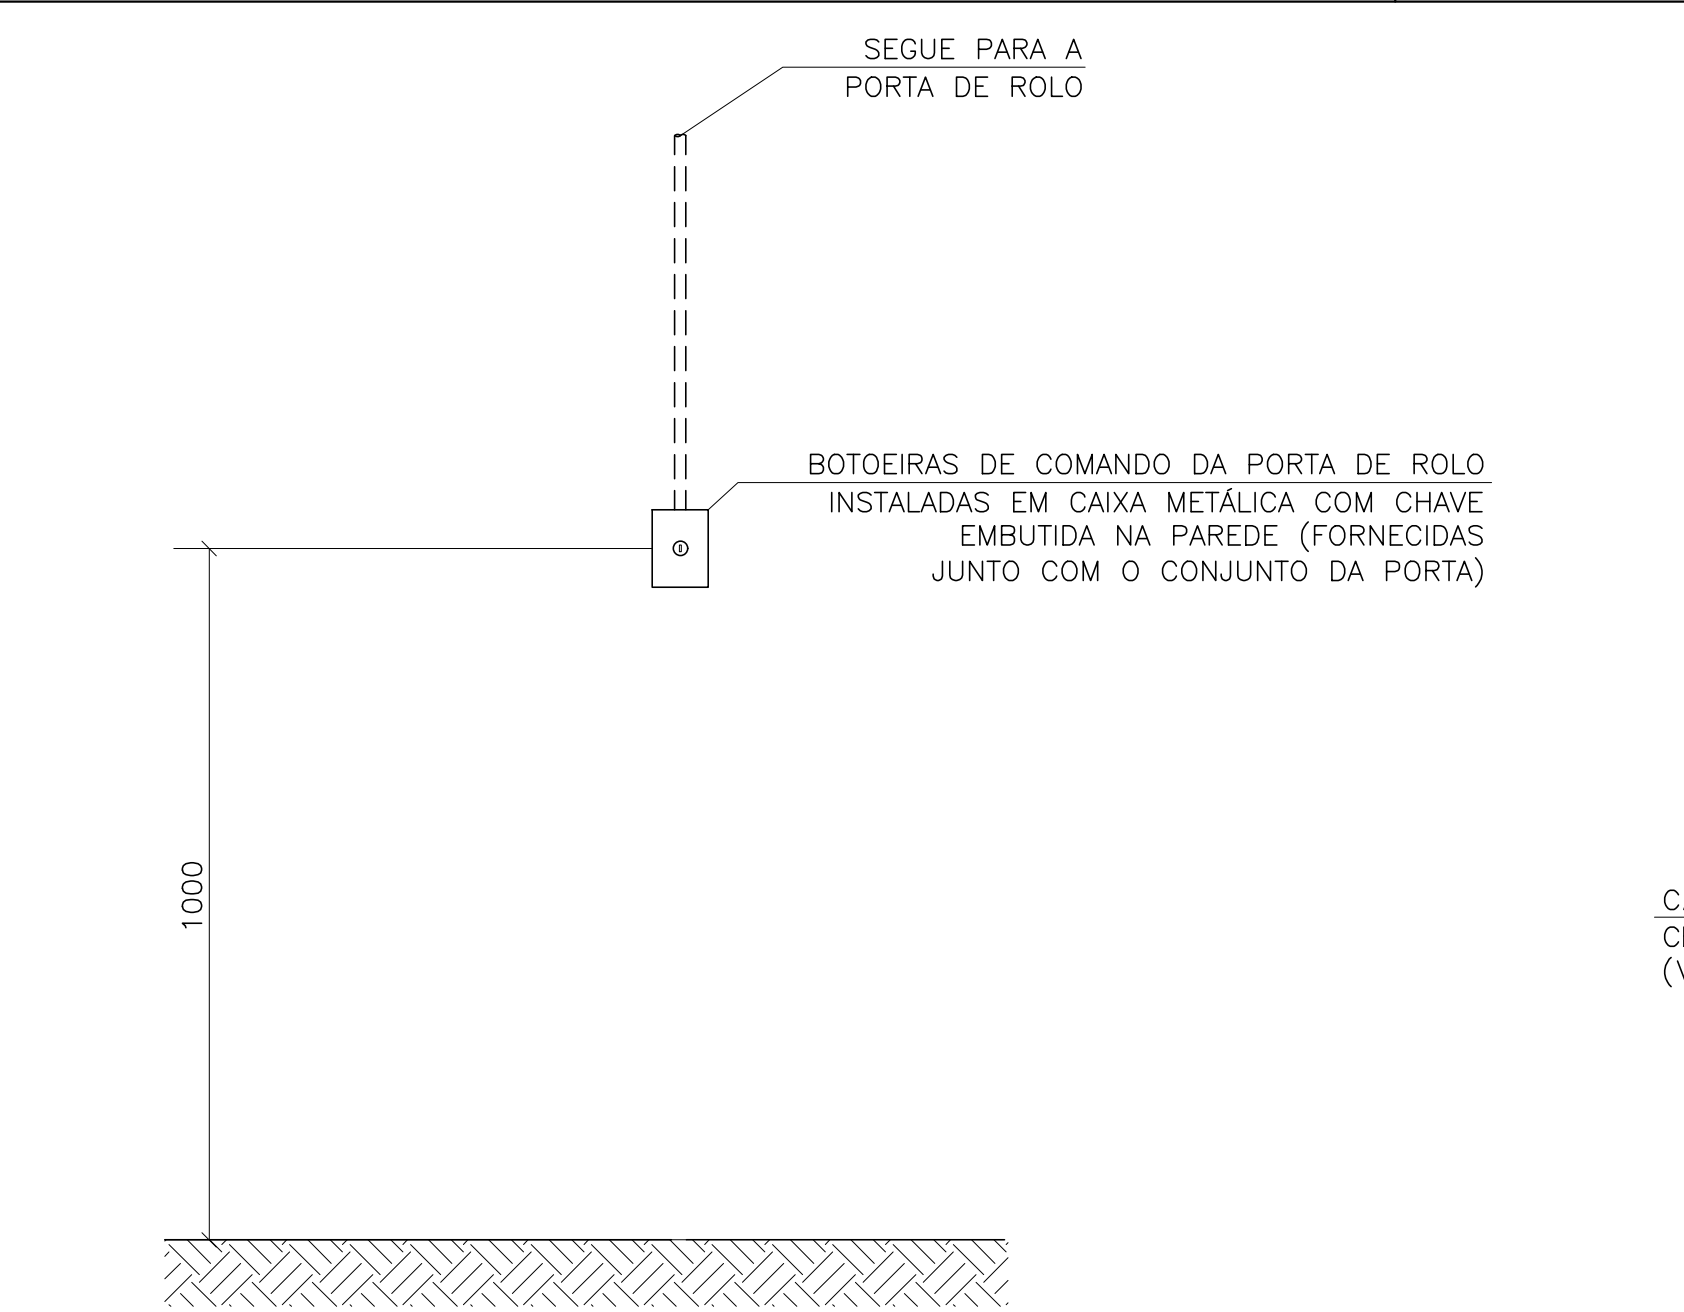 SEGUE PARA A
PORTA DE ROLO
BOTOEIRAS DE COMANDO DA PORTA DE ROLO
INSTALADAS EM CAIXA METÁLICA COM CHAVE
EMBUTIDA NA PAREDE (FORNECIDAS
JUNTO COM O CONJUNTO DA PORTA)
1000